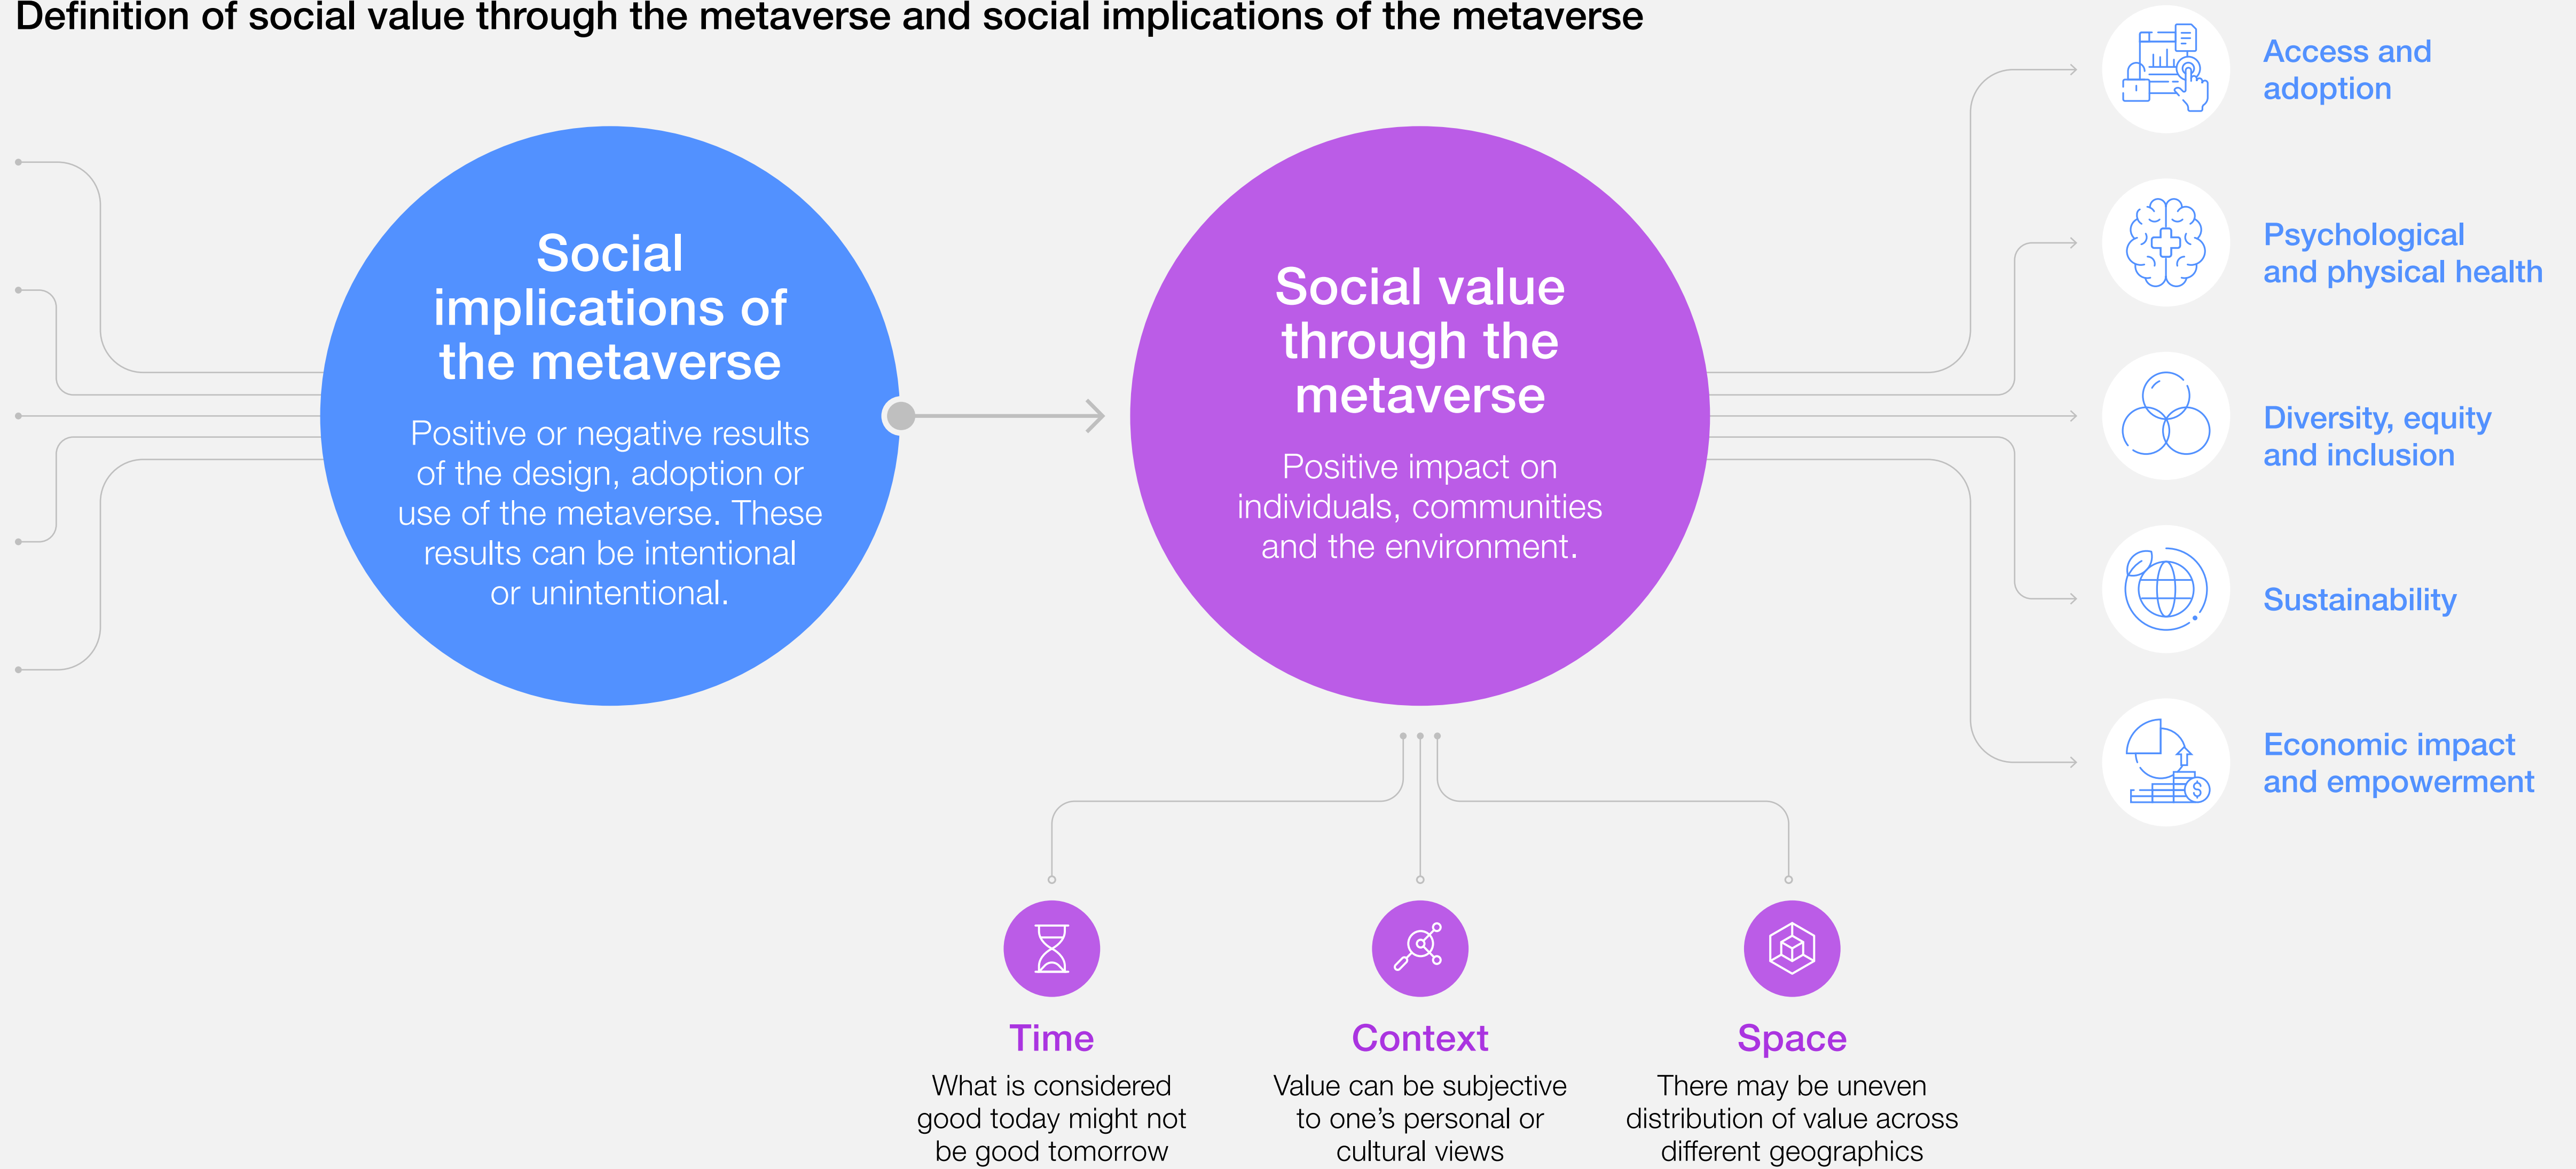 Definition of social value through the metaverse and social implications of the metaverse
Social
implications of
the metaverse
Positive or negative results
of the design, adoption or
use of the metaverse. These
results can be intentional
or unintentional.
Social value
through the
metaverse
Positive impact on
individuals, communities
and the environment.
Access and
adoption
Psychological
and physical health
Diversity, equity
and inclusion
Sustainability
$
Economic impact
and empowerment
Time
What is considered
good today might not
be good tomorrow
Context
Value can be subjective
to one’s personal or
cultural views
Space
There may be uneven
distribution of value across
different geographics